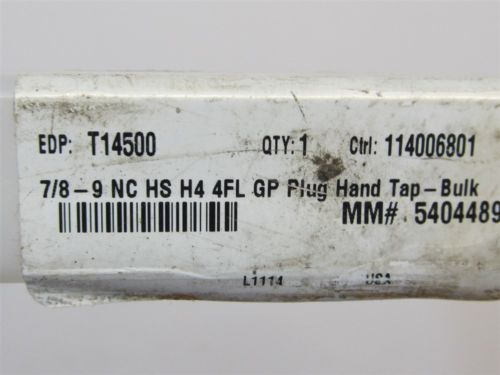 EDP: T14500 QTY: 1 Ctrl: 114006801
7/8-9 NC HS H4 4FL GP Plug Hand Tap-Bulk
MM# 5404489
L1114 USA